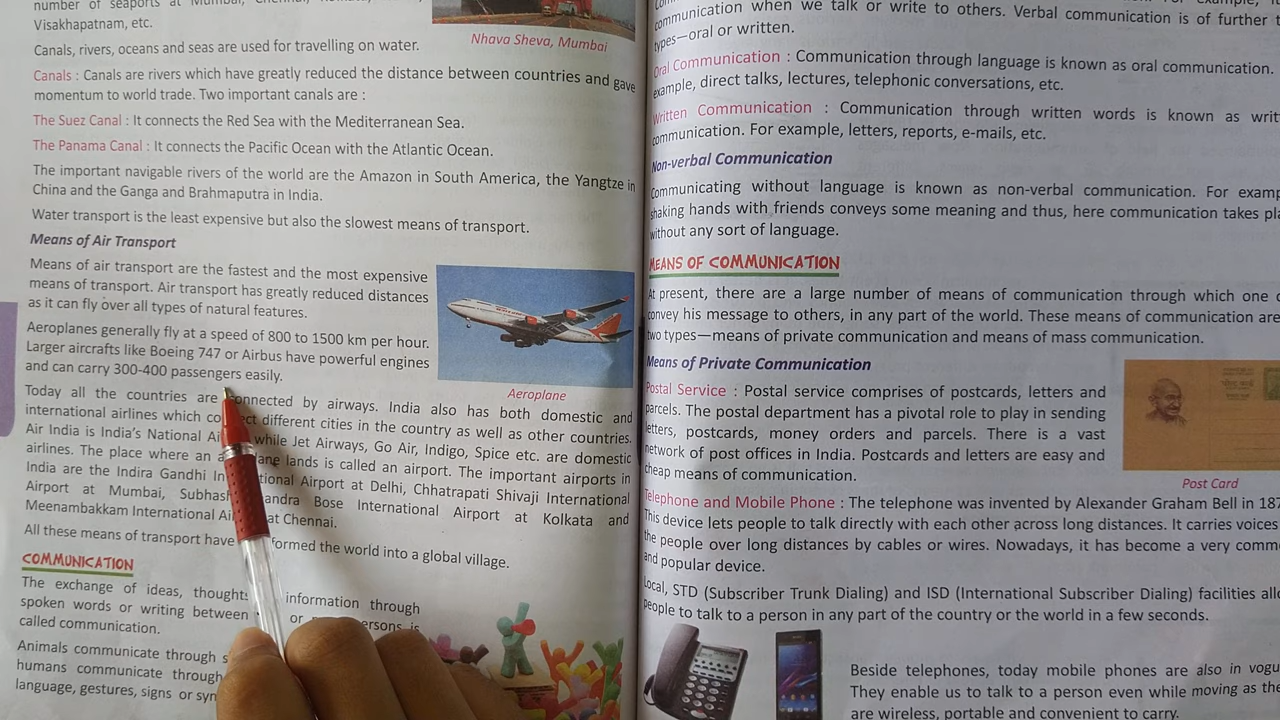 number of seaports at Mumbai, Chennai,
Visakhapatnam, etc.
Nhava Sheva, Mumbai
Canals, rivers, oceans and seas are used for travelling on water.
Canals : Canals are rivers which have greatly reduced the distance between countries and gave
momentum to world trade. Two important canals are :
The Suez Canal : It connects the Red Sea with the Mediterranean Sea.
The Panama Canal : It connects the Pacific Ocean with the Atlantic Ocean.
The important navigable rivers of the world are the Amazon in South America, the Yangtze in
China and the Ganga and Brahmaputra in India.
Water transport is the least expensive but also the slowest means of transport.
Means of Air Transport
Means of air transport are the fastest and the most expensive
means of transport. Air transport has greatly reduced distances
as it can fly over all types of natural features.
Aeroplanes generally fly at a speed of 800 to 1500 km per hour.
Larger aircrafts like Boeing 747 or Airbus have powerful engines
and can carry 300-400 passengers easily.
Aeroplane
Today all the countries are connected by airways. India also has both domestic and
international airlines which connect different cities in the country as well as other countries.
Air India is India's National Ai while Jet Airways, Go Air, Indigo, Spice etc. are domestic
airlines. The place where an a ane lands is called an airport. The important airports in
India are the Indira Gandhi In tional Airport at Delhi, Chhatrapati Shivaji International
Airport at Mumbai, Subhash andra Bose International Airport at Kolkata and
Meenambakkam International Ai at Chennai.
All these means of transport have formed the world into a global village.
COMMUNICATION
The exchange of ideas, thoughts information through
spoken words or writing between or ersons is
called communication.
Animals communicate through s
humans communicate through
language, gestures, signs or syn
communication when we talk or write to others. Verbal communication is of further t
types—oral or written.
Oral Communication : Communication through language is known as oral communication.
example, direct talks, lectures, telephonic conversations, etc.
Written Communication : Communication through written words is known as writ
communication. For example, letters, reports, e-mails, etc.
Non-verbal Communication
Communicating without language is known as non-verbal communication. For examp
shaking hands with friends conveys some meaning and thus, here communication takes pla
without any sort of language.
MEANS OF COMMUNICATION
At present, there are a large number of means of communication through which one c
convey his message to others, in any part of the world. These means of communication are
two types—means of private communication and means of mass communication.
Means of Private Communication
Postal Service : Postal service comprises of postcards, letters and
parcels. The postal department has a pivotal role to play in sending
letters, postcards, money orders and parcels. There is a vast
network of post offices in India. Postcards and letters are easy and
cheap means of communication.
Post Card
Telephone and Mobile Phone : The telephone was invented by Alexander Graham Bell in 187
This device lets people to talk directly with each other across long distances. It carries voices
the people over long distances by cables or wires. Nowadays, it has become a very comm
and popular device.
Local, STD (Subscriber Trunk Dialing) and ISD (International Subscriber Dialing) facilities allo
people to talk to a person in any part of the country or the world in a few seconds.
Beside telephones, today mobile phones are also in vogu
They enable us to talk to a person even while moving as the
are wireless, portable and convenient to carry.